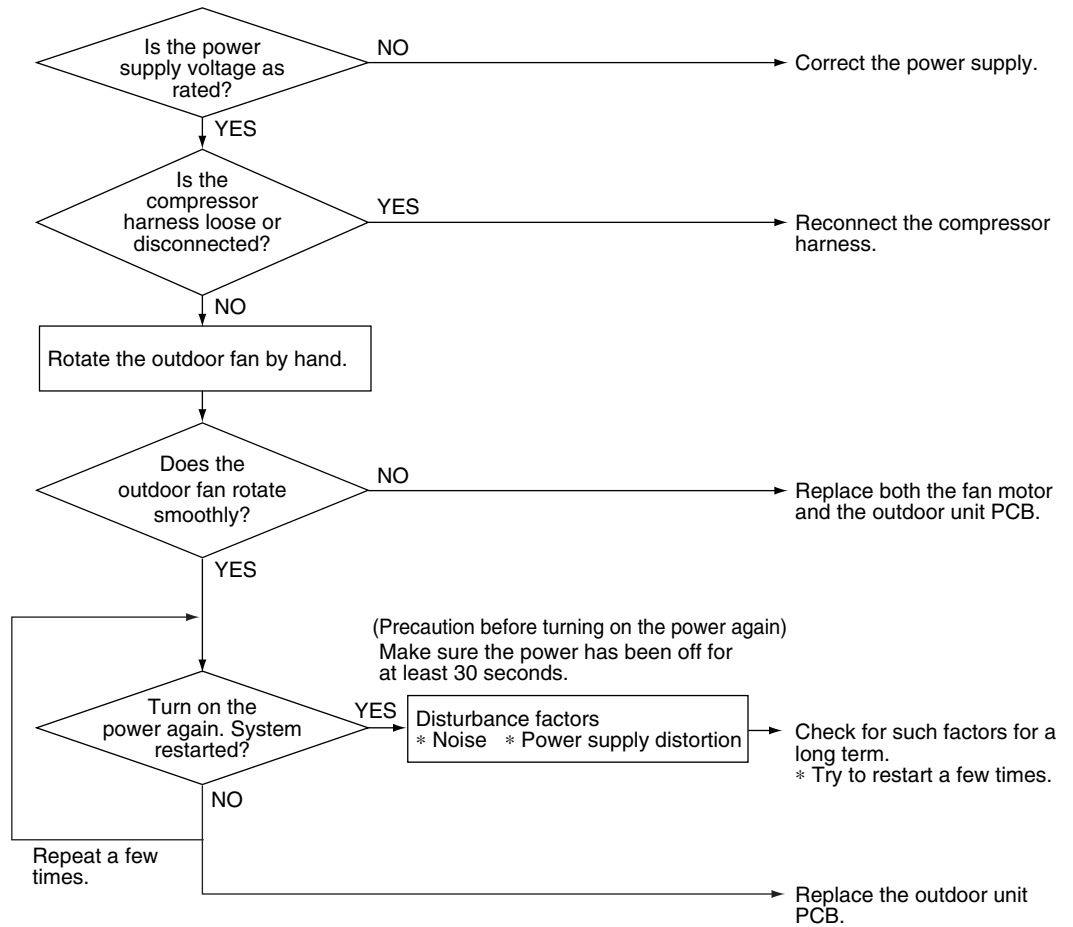 Is the power
supply voltage as
rated?
NO
Correct the power supply.
YES
Is the
compressor
harness loose or
disconnected?
YES
Reconnect the compressor
harness.
NO
Rotate the outdoor fan by hand.
Does the
outdoor fan rotate
smoothly?
NO
Replace both the fan motor
and the outdoor unit PCB.
YES
(Precaution before turning on the power again)
Make sure the power has been off for
at least 30 seconds.
Turn on the
power again. System
restarted?
YES
Disturbance factors
* Noise * Power supply distortion
Check for such factors for a
long term.
* Try to restart a few times.
NO
Repeat a few
times.
Replace the outdoor unit
PCB.